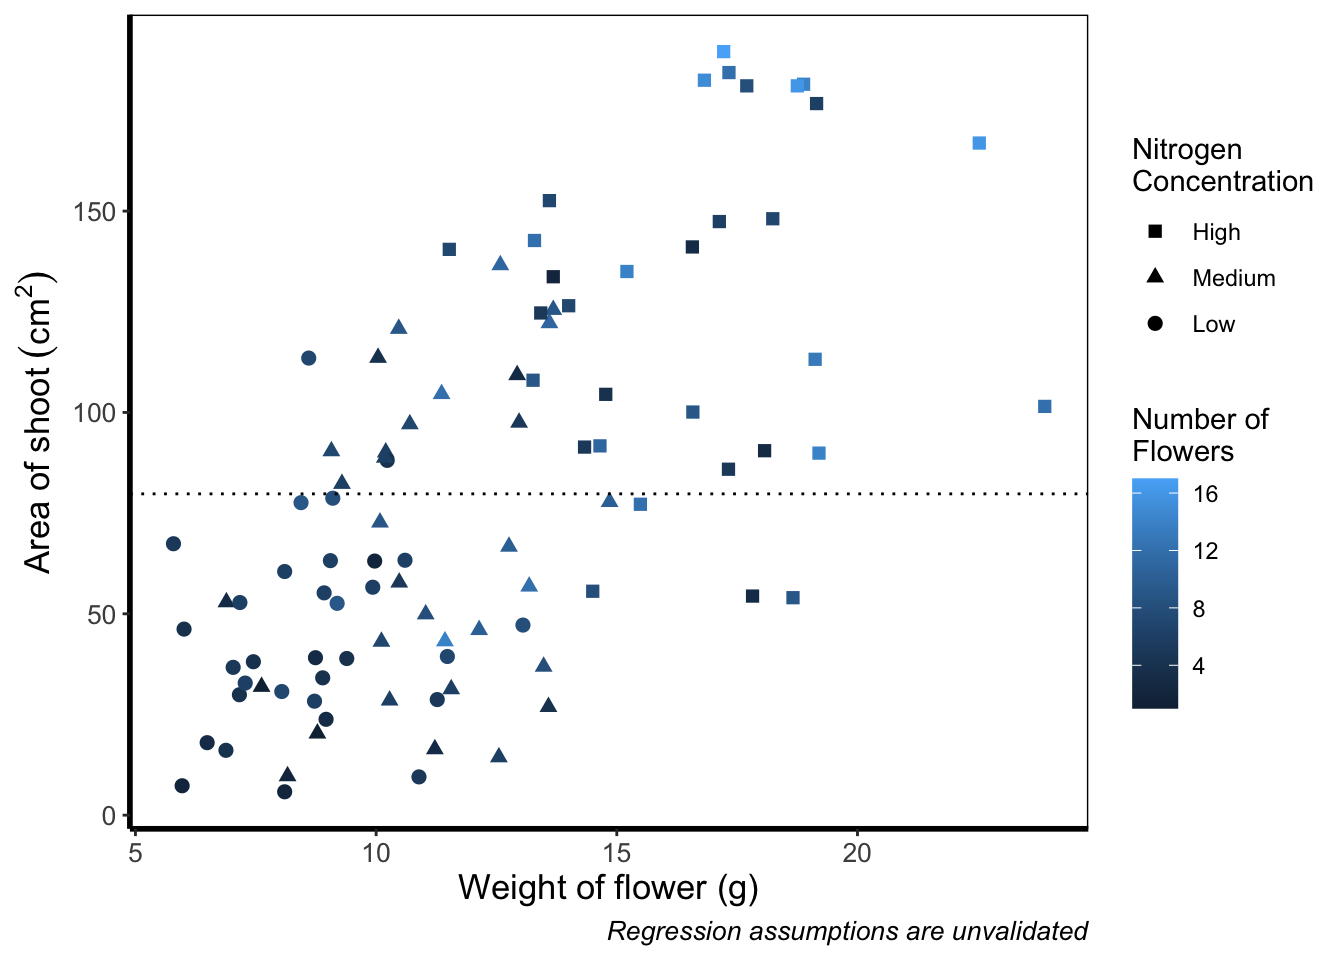 Area of shoot (cm²)
150
100
50
0
5 10 15 20
Weight of flower (g)
Regression assumptions are unvalidated
Nitrogen
Concentration
High
Medium
Low
Number of
Flowers
16
12
8
4